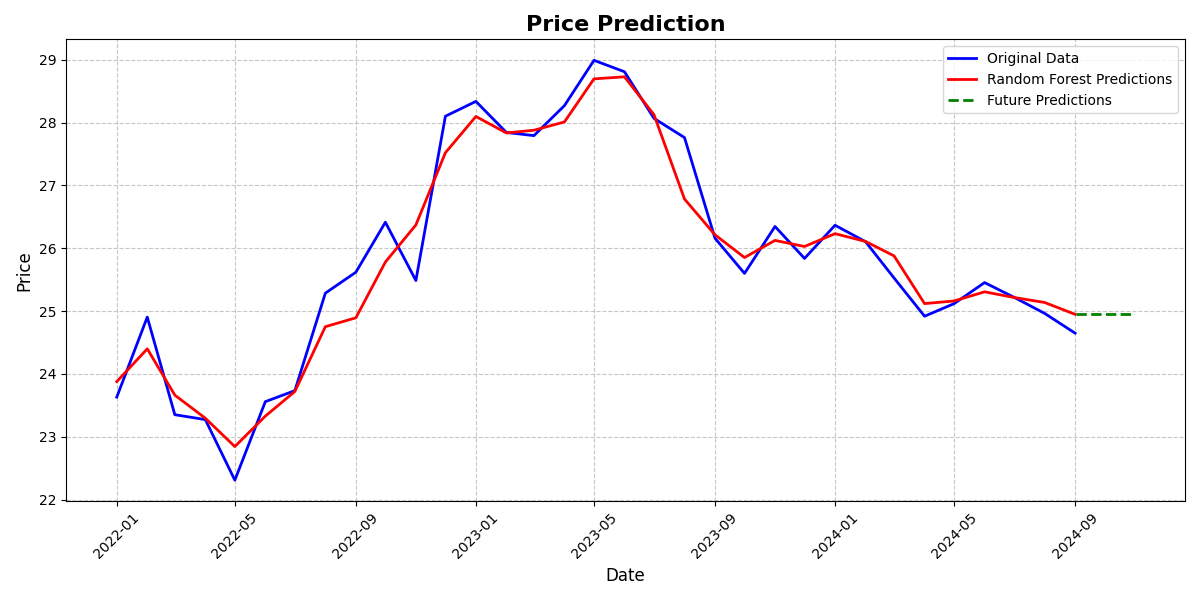 Price Prediction
Original Data
Random Forest Predictions
Future Predictions
29
28
27
26
25
24
23
22
Price
2022-01
2022-05
2022-09
2023-01
2023-05
2023-09
2024-01
2024-05
2024-09
Date